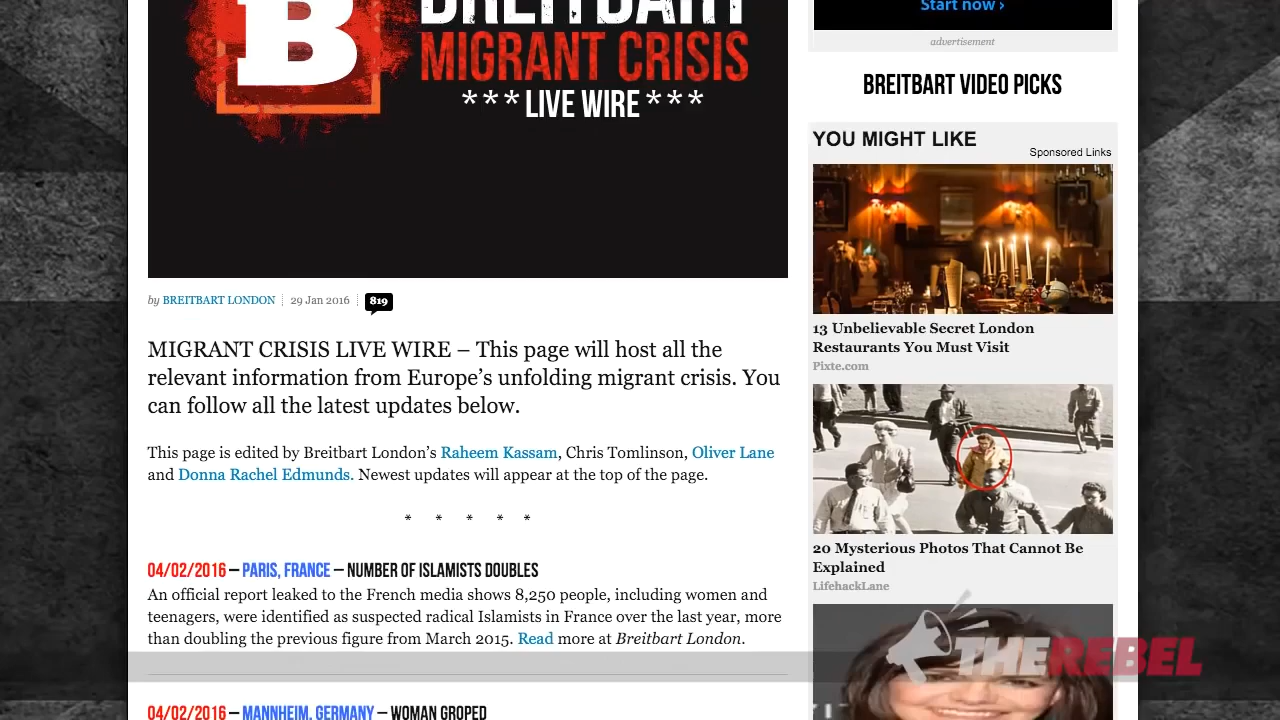 B
BREITBART
MIGRANT CRISIS
***LIVE WIRE***
by BREITBART LONDON
29 Jan 2016
819
MIGRANT CRISIS LIVE WIRE – This page will host all the
relevant information from Europe’s unfolding migrant crisis. You
can follow all the latest updates below.
This page is edited by Breitbart London’s Raheem Kassam, Chris Tomlinson, Oliver Lane
and Donna Rachel Edmunds. Newest updates will appear at the top of the page.
* * * * *
04/02/2016 – PARIS, FRANCE – NUMBER OF ISLAMISTS DOUBLES
An official report leaked to the French media shows 8,250 people, including women and
teenagers, were identified as suspected radical Islamists in France over the last year, more
than doubling the previous figure from March 2015. Read more at Breitbart London.
04/02/2016 – MANNHEIM, GERMANY – WOMAN GROPED
Start now ›
advertisement
BREITBART VIDEO PICKS
YOU MIGHT LIKE
Sponsored Links
13 Unbelievable Secret London
Restaurants You Must Visit
Pixte.com
20 Mysterious Photos That Cannot Be
Explained
LifehackLane
THEREBEL